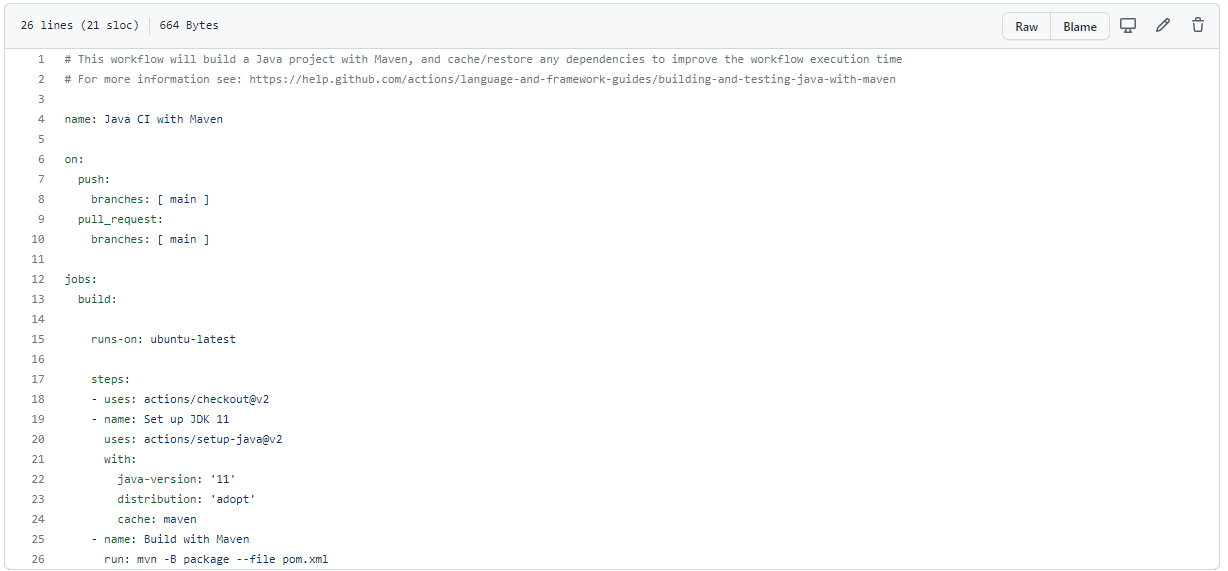 26 lines (21 sloc) 664 Bytes Raw Blame
1 # This workflow will build a Java project with Maven, and cache/restore any dependencies to improve the workflow execution time
2 # For more information see: https://help.github.com/actions/language-and-framework-guides/building-and-testing-java-with-maven
3
4 name: Java CI with Maven
5
6 on:
7   push:
8     branches: [ main ]
9   pull_request:
10     branches: [ main ]
11
12 jobs:
13   build:
14
15     runs-on: ubuntu-latest
16
17     steps:
18     - uses: actions/checkout@v2
19     - name: Set up JDK 11
20       uses: actions/setup-java@v2
21       with:
22         java-version: '11'
23         distribution: 'adopt'
24         cache: maven
25     - name: Build with Maven
26       run: mvn -B package --file pom.xml